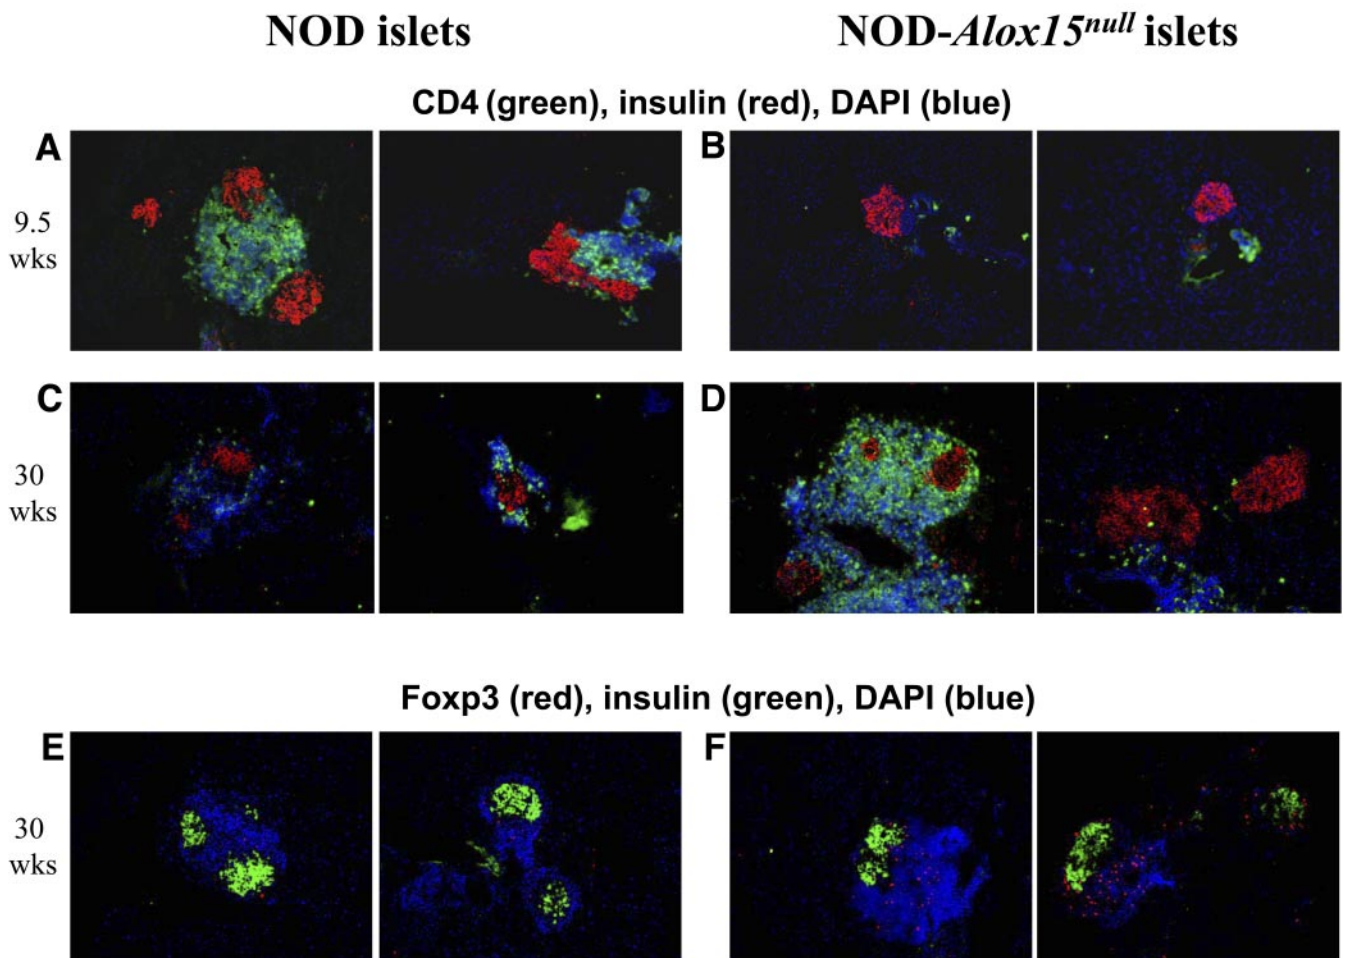 NOD islets
NOD-Alox15null islets
CD4 (green), insulin (red), DAPI (blue)
A
B
9.5
wks
C
D
30
wks
Foxp3 (red), insulin (green), DAPI (blue)
E
F
30
wks